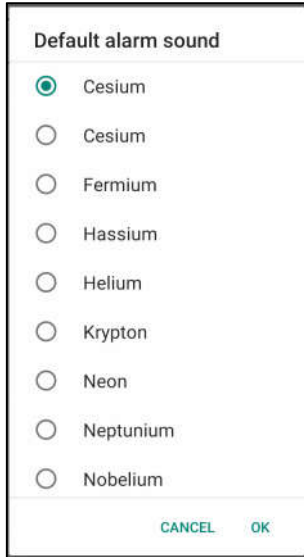 Default alarm sound
Cesium
Cesium
Fermium
Hassium
Helium
Krypton
Neon
Neptunium
Nobelium
CANCEL OK